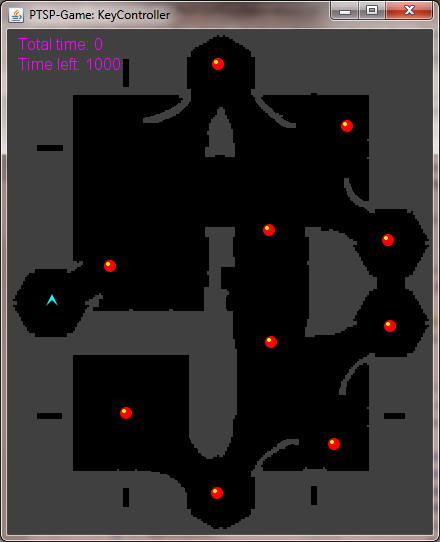 PTSP-Game: KeyController
Total time: 0
Time left: 1000